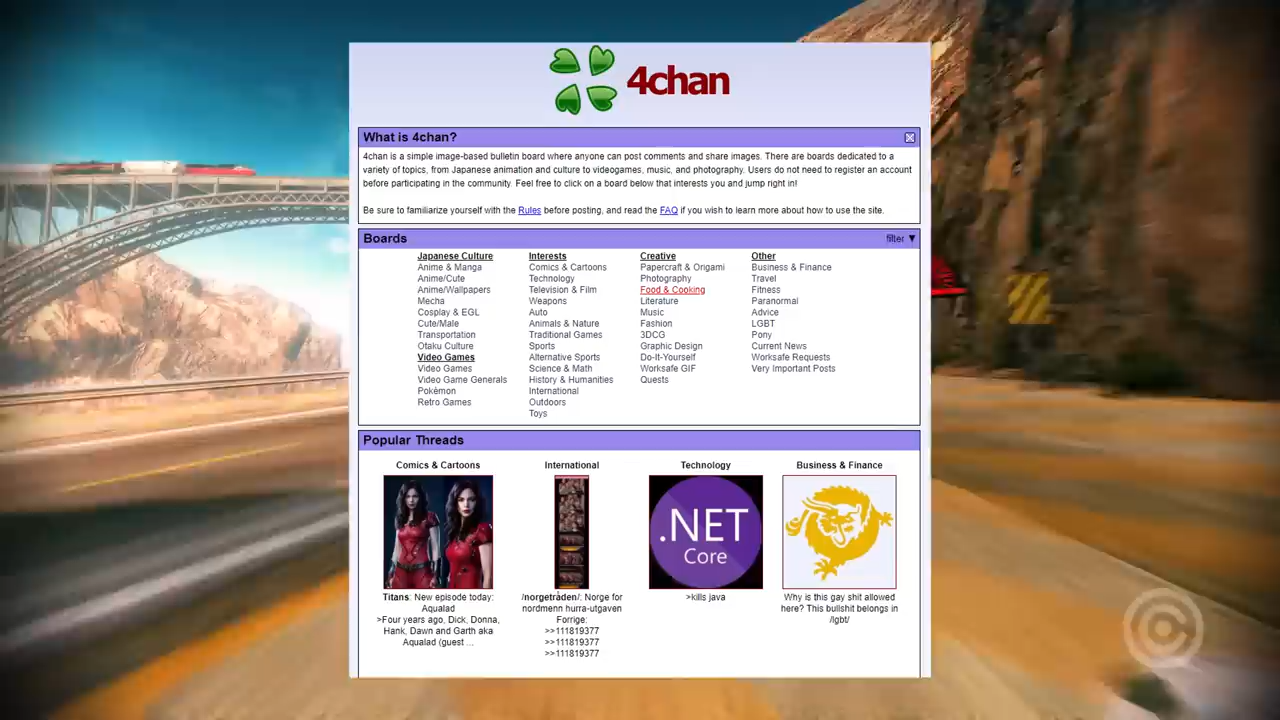 4chan
What is 4chan?
4chan is a simple image-based bulletin board where anyone can post comments and share images. There are boards dedicated to a
variety of topics, from Japanese animation and culture to videogames, music, and photography. Users do not need to register an account
before participating in the community. Feel free to click on a board below that interests you and jump right in!
Be sure to familiarize yourself with the Rules before posting, and read the FAQ if you wish to learn more about how to use the site.
Boards
filter ▼
Japanese Culture
Anime & Manga
Anime/Cute
Anime/Wallpapers
Mecha
Cosplay & EGL
Cute/Male
Transportation
Otaku Culture
Video Games
Video Games
Video Game Generals
Pokémon
Retro Games
Interests
Comics & Cartoons
Technology
Television & Film
Weapons
Auto
Animals & Nature
Traditional Games
Sports
Alternative Sports
Science & Math
History & Humanities
International
Outdoors
Toys
Creative
Papercraft & Origami
Photography
Food & Cooking
Literature
Music
Fashion
3DCG
Graphic Design
Do-It-Yourself
Worksafe GIF
Quests
Other
Business & Finance
Travel
Fitness
Paranormal
Advice
LGBT
Pony
Current News
Worksafe Requests
Very Important Posts
Popular Threads
Comics & Cartoons
Titans: New episode today:
Aqualad
>Four years ago, Dick, Donna,
Hank, Dawn and Garth aka
Aqualad (guest ...
International
/norgetråden/: Norge for
nordmenn hurra-utgaven
Forrige:
>>111819377
>>111819377
>>111819377
Technology
.NET
Core
>kills java
Business & Finance
Why is this gay shit allowed
here? This bullshit belongs in
/lgbt/
©